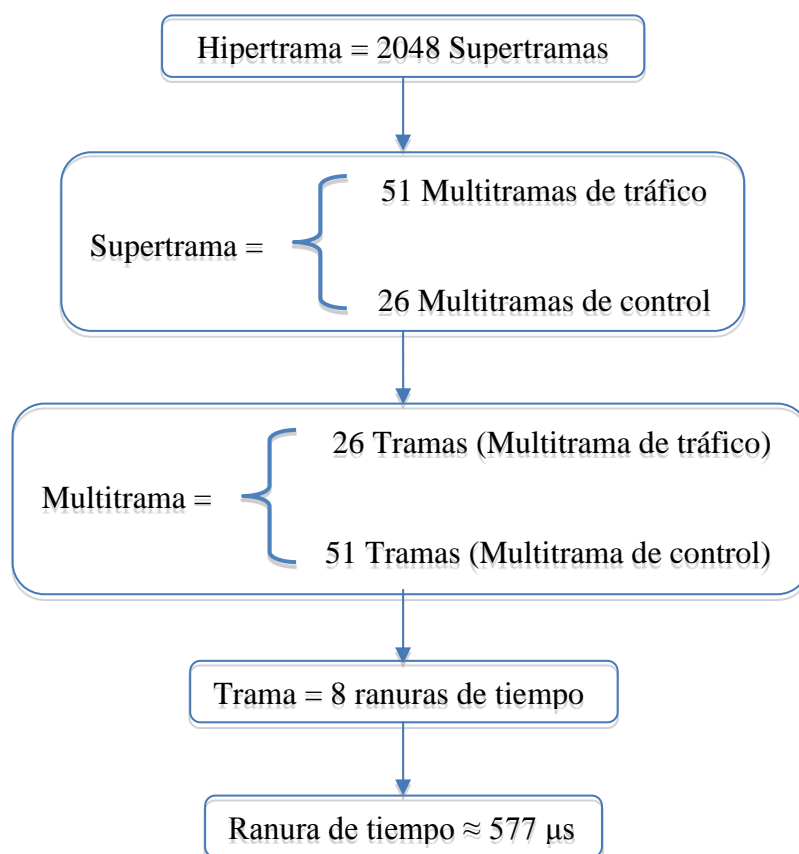 Hipertrama = 2048 Supertramas
51 Multitramas de tráfico
Supertrama =
26 Multitramas de control
26 Tramas (Multitrama de tráfico)
Multitrama =
51 Tramas (Multitrama de control)
Trama = 8 ranuras de tiempo
Ranura de tiempo ≈ 577 μs